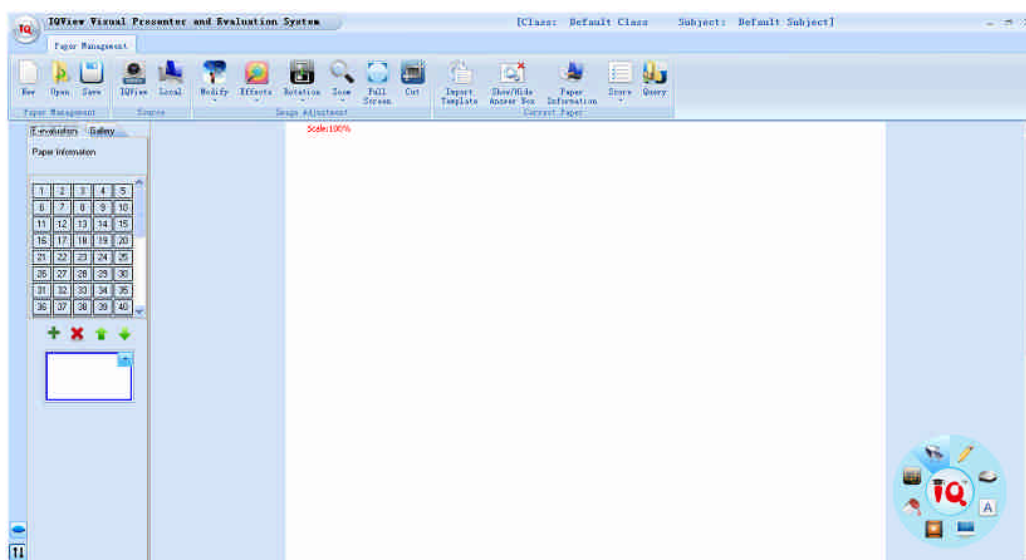 IQ IQView Visual Presenter and Evaluation System [Class: Default Class Subject: Default Subject]
Paper Management
New Open Save IQView Local Modify Effects Rotation Zoom Full Screen Cut Import Template Show/Hide Answer Box Paper Information Score Query
Paper Management Source Image Adjustment Current Paper
E-evaluation Gallery
Scale:100%
Paper Information
1 2 3 4 5
6 7 8 9 10
11 12 13 14 15
16 17 18 19 20
21 22 23 24 25
26 27 28 29 30
31 32 33 34 35
36 37 38 39 40
IQ
A